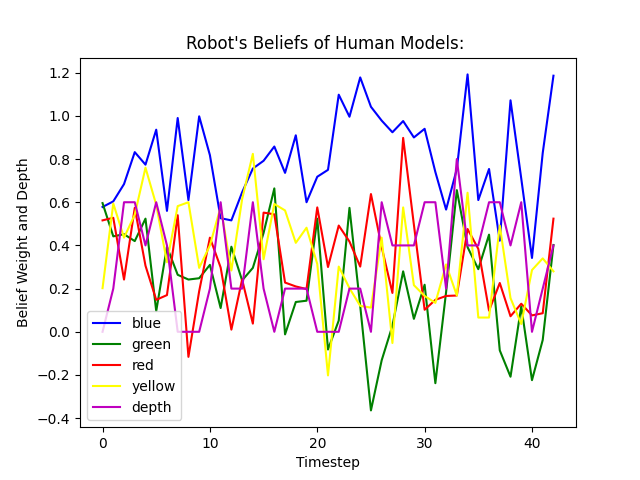 Robot's Beliefs of Human Models:
Belief Weight and Depth
1.2
1.0
0.8
0.6
0.4
0.2
0.0
−0.2
−0.4
blue
green
red
yellow
depth
0
10
20
30
40
Timestep